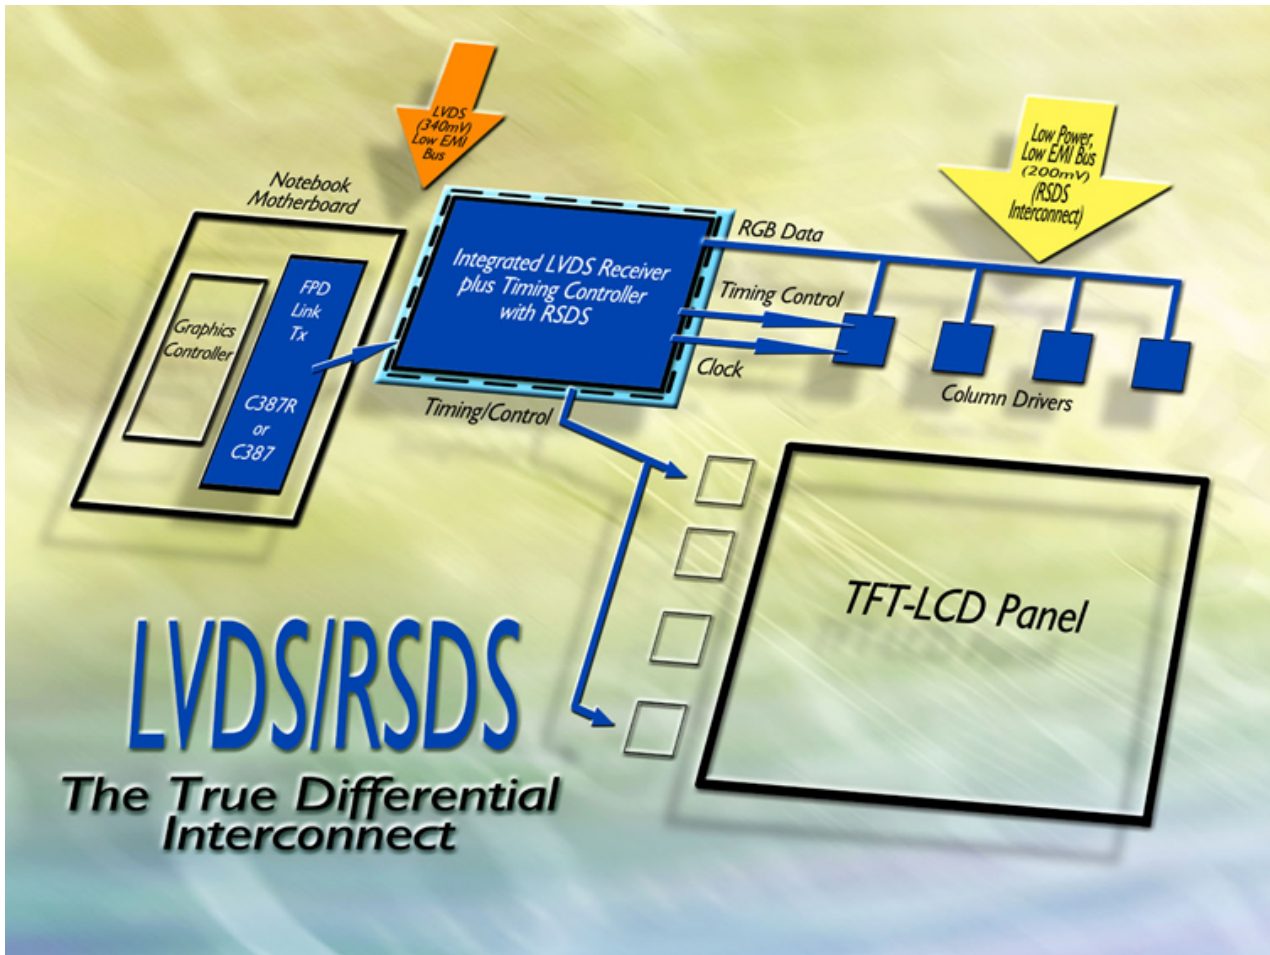 LVDS
(340mV)
Low EMI
Bus
Low Power,
Low EMI Bus
(200mV)
(RSDS
Interconnect)
Notebook
Motherboard
Graphics
Controller
FPD
Link
Tx
C387R
or
C387
Integrated LVDS Receiver
plus Timing Controller
with RSDS
RGB Data
Timing Control
Clock
Column Drivers
Timing/Control
TFT-LCD Panel
LVDS/RSDS
The True Differential
Interconnect